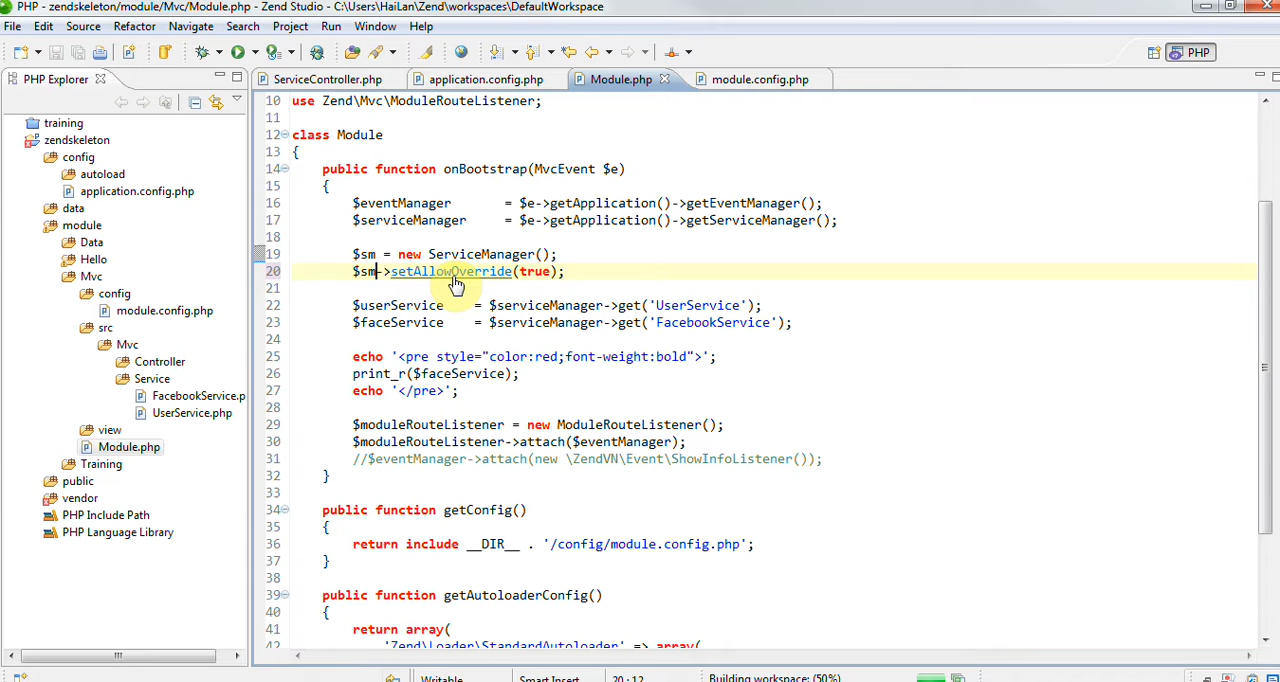 PHP - zendskeleton/module/Mvc/Module.php - Zend Studio - C:\Users\HaiLan\Zend\workspaces\DefaultWorkspace
File Edit Source Refactor Navigate Search Project Run Window Help
PHP
PHP Explorer
ServiceController.php application.config.php Module.php module.config.php
training
zendskeleton
config
autoload
application.config.php
data
module
Data
Hello
Mvc
config
module.config.php
src
Mvc
Controller
Service
FacebookService.p
UserService.php
view
Module.php
Training
public
vendor
PHP Include Path
PHP Language Library
10 use Zend\Mvc\ModuleRouteListener;
11
12 class Module
13 {
14 public function onBootstrap(MvcEvent $e)
15 {
16 $eventManager = $e->getApplication()->getEventManager();
17 $serviceManager = $e->getApplication()->getServiceManager();
18
19 $sm = new ServiceManager();
20 $sm->setAllowOverride(true);
21
22 $userService = $serviceManager->get('UserService');
23 $faceService = $serviceManager->get('FacebookService');
24
25 echo '<pre style="color:red;font-weight:bold">';
26 print_r($faceService);
27 echo '</pre>';
28
29 $moduleRouteListener = new ModuleRouteListener();
30 $moduleRouteListener->attach($eventManager);
31 //$eventManager->attach(new \ZendVN\Event\ShowInfoListener());
32 }
33
34 public function getConfig()
35 {
36 return include __DIR__ . '/config/module.config.php';
37 }
38
39 public function getAutoloaderConfig()
40 {
41 return array(
42 'Zend\Loader\StandardAutoloader' => array(
Writable Smart Insert 20 : 12 Building workspace: (50%)